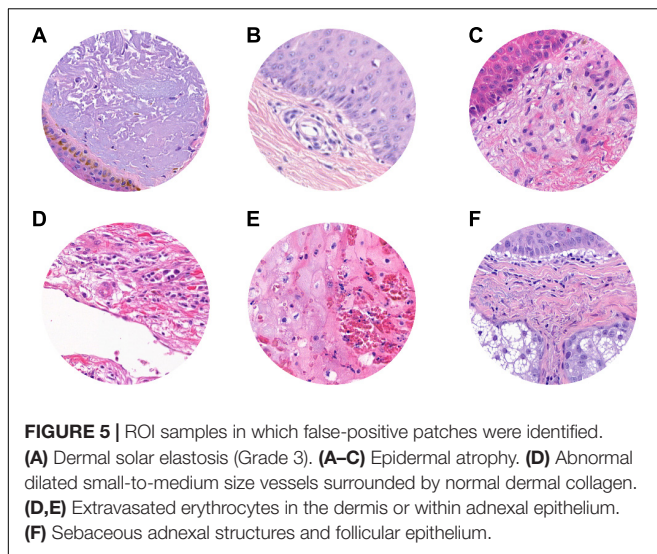 A
B
C
D
E
F
FIGURE 5 | ROI samples in which false-positive patches were identified.
(A) Dermal solar elastosis (Grade 3). (A–C) Epidermal atrophy. (D) Abnormal
dilated small-to-medium size vessels surrounded by normal dermal collagen.
(D,E) Extravasated erythrocytes in the dermis or within adnexal epithelium.
(F) Sebaceous adnexal structures and follicular epithelium.